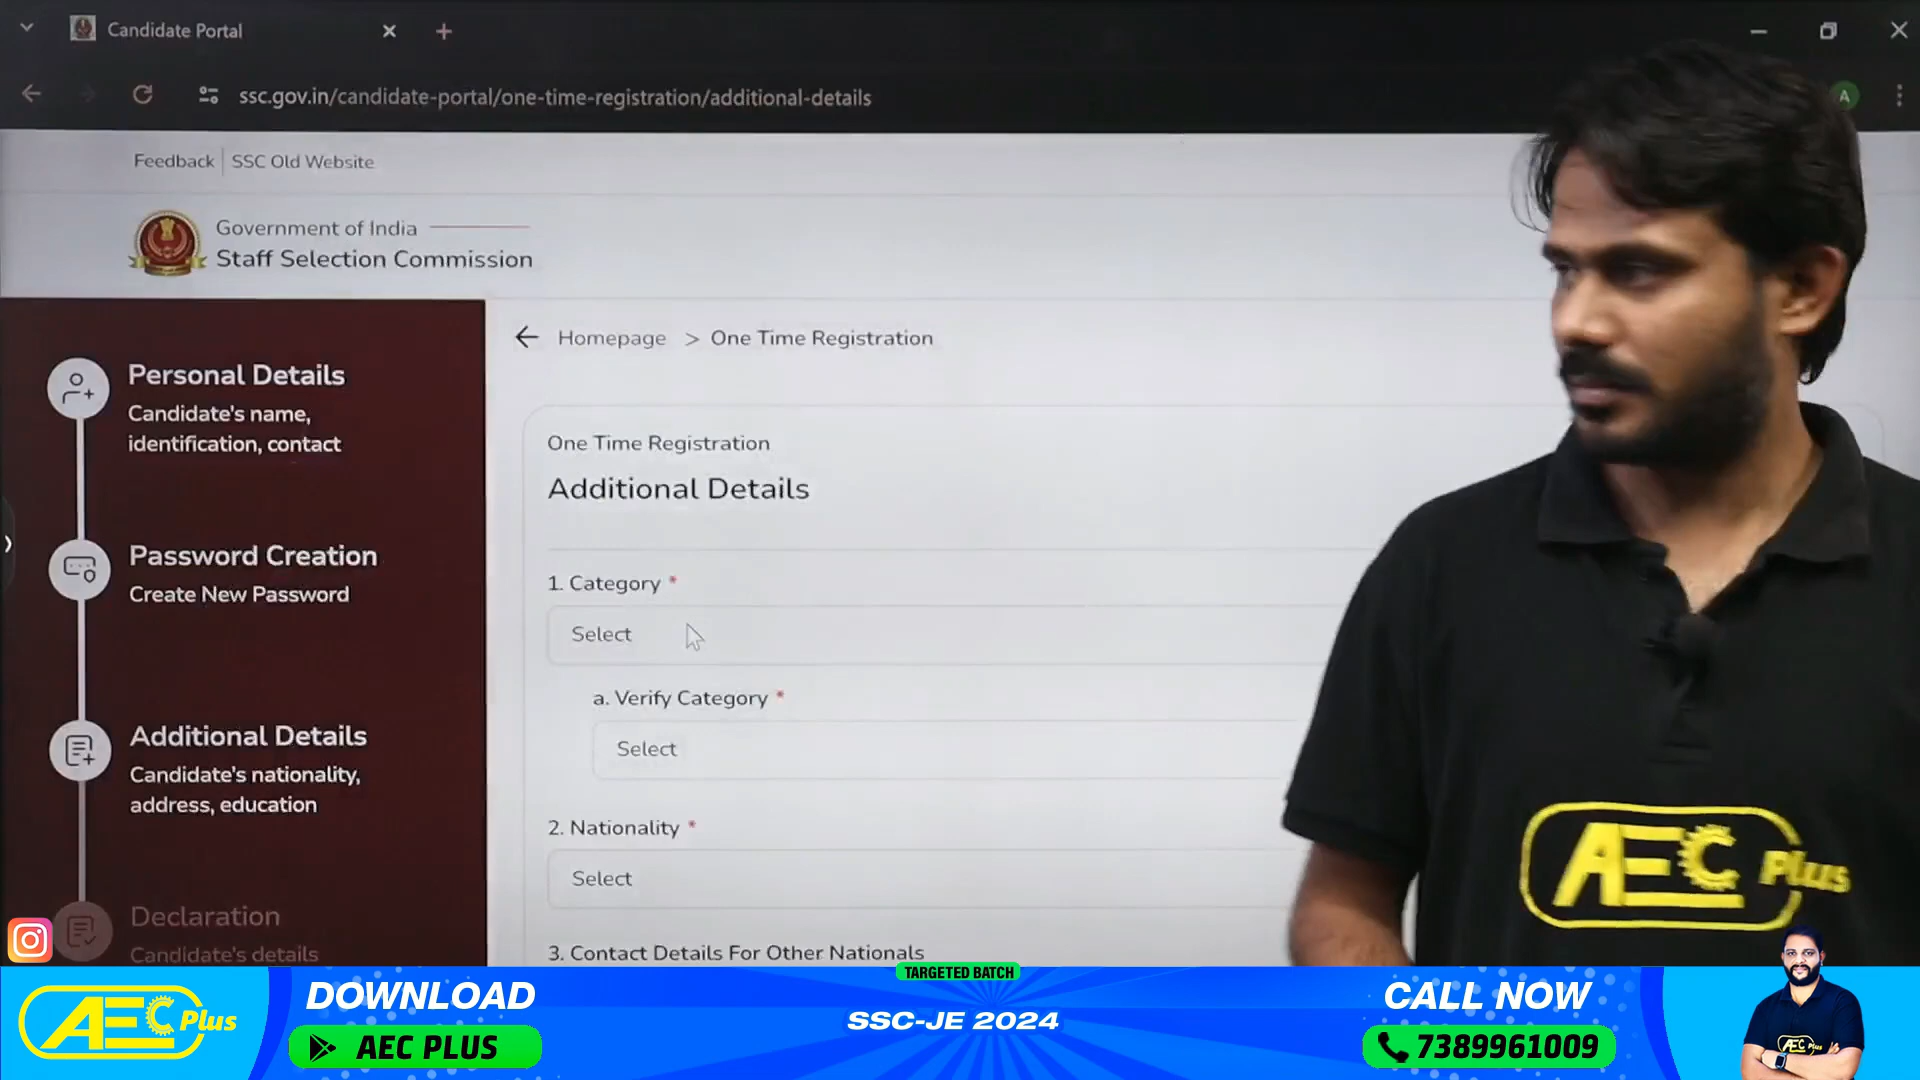 Candidate Portal
ssc.gov.in/candidate-portal/one-time-registration/additional-details
A
Feedback
SSC Old Website
Government of India
Staff Selection Commission
Personal Details
Candidate's name,
identification, contact
Password Creation
Create New Password
Additional Details
Candidate's nationality,
address, education
Declaration
Candidate's details
Homepage > One Time Registration
One Time Registration
Additional Details
1. Category *
Select
a. Verify Category *
Select
2. Nationality *
Select
3. Contact Details For Other Nationals
AEC Plus
AEC Plus
DOWNLOAD
AEC PLUS
TARGETED BATCH
SSC-JE 2024
CALL NOW
7389961009
AEC Plus